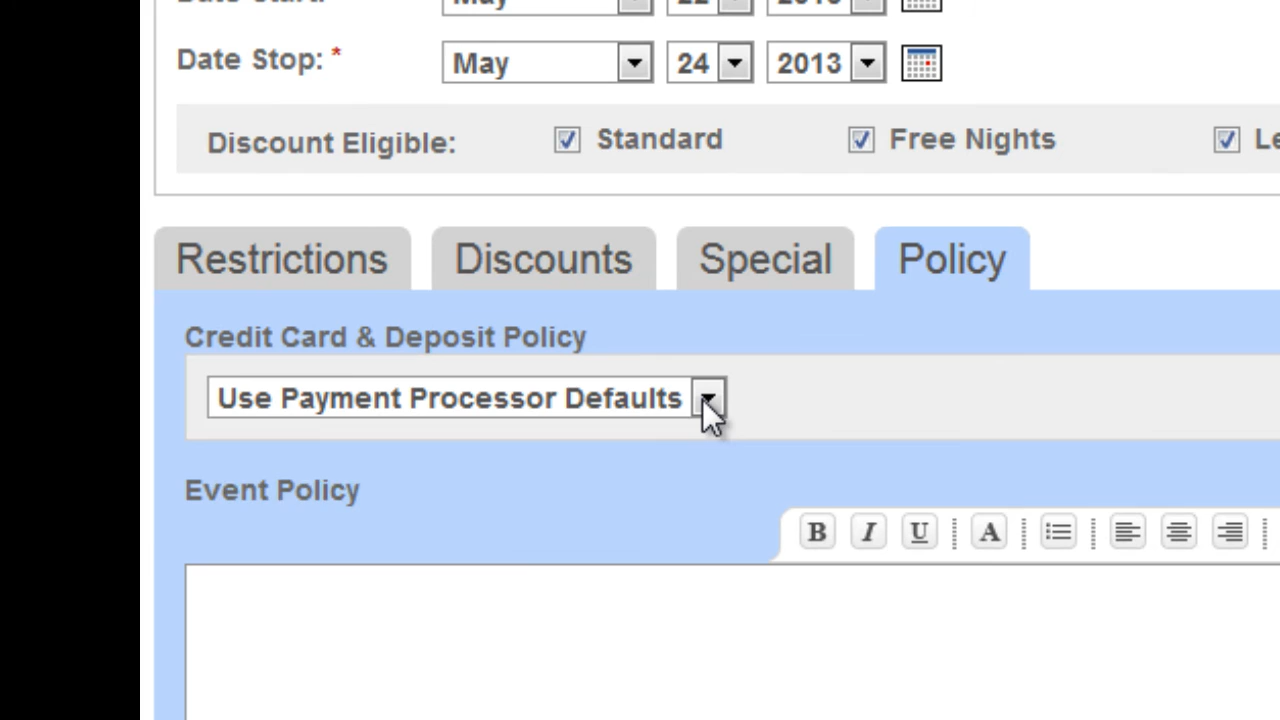 Date Stop: * May 24 2013
Discount Eligible: Standard Free Nights
Restrictions Discounts Special Policy
Credit Card & Deposit Policy
Use Payment Processor Defaults
Event Policy
B I U A